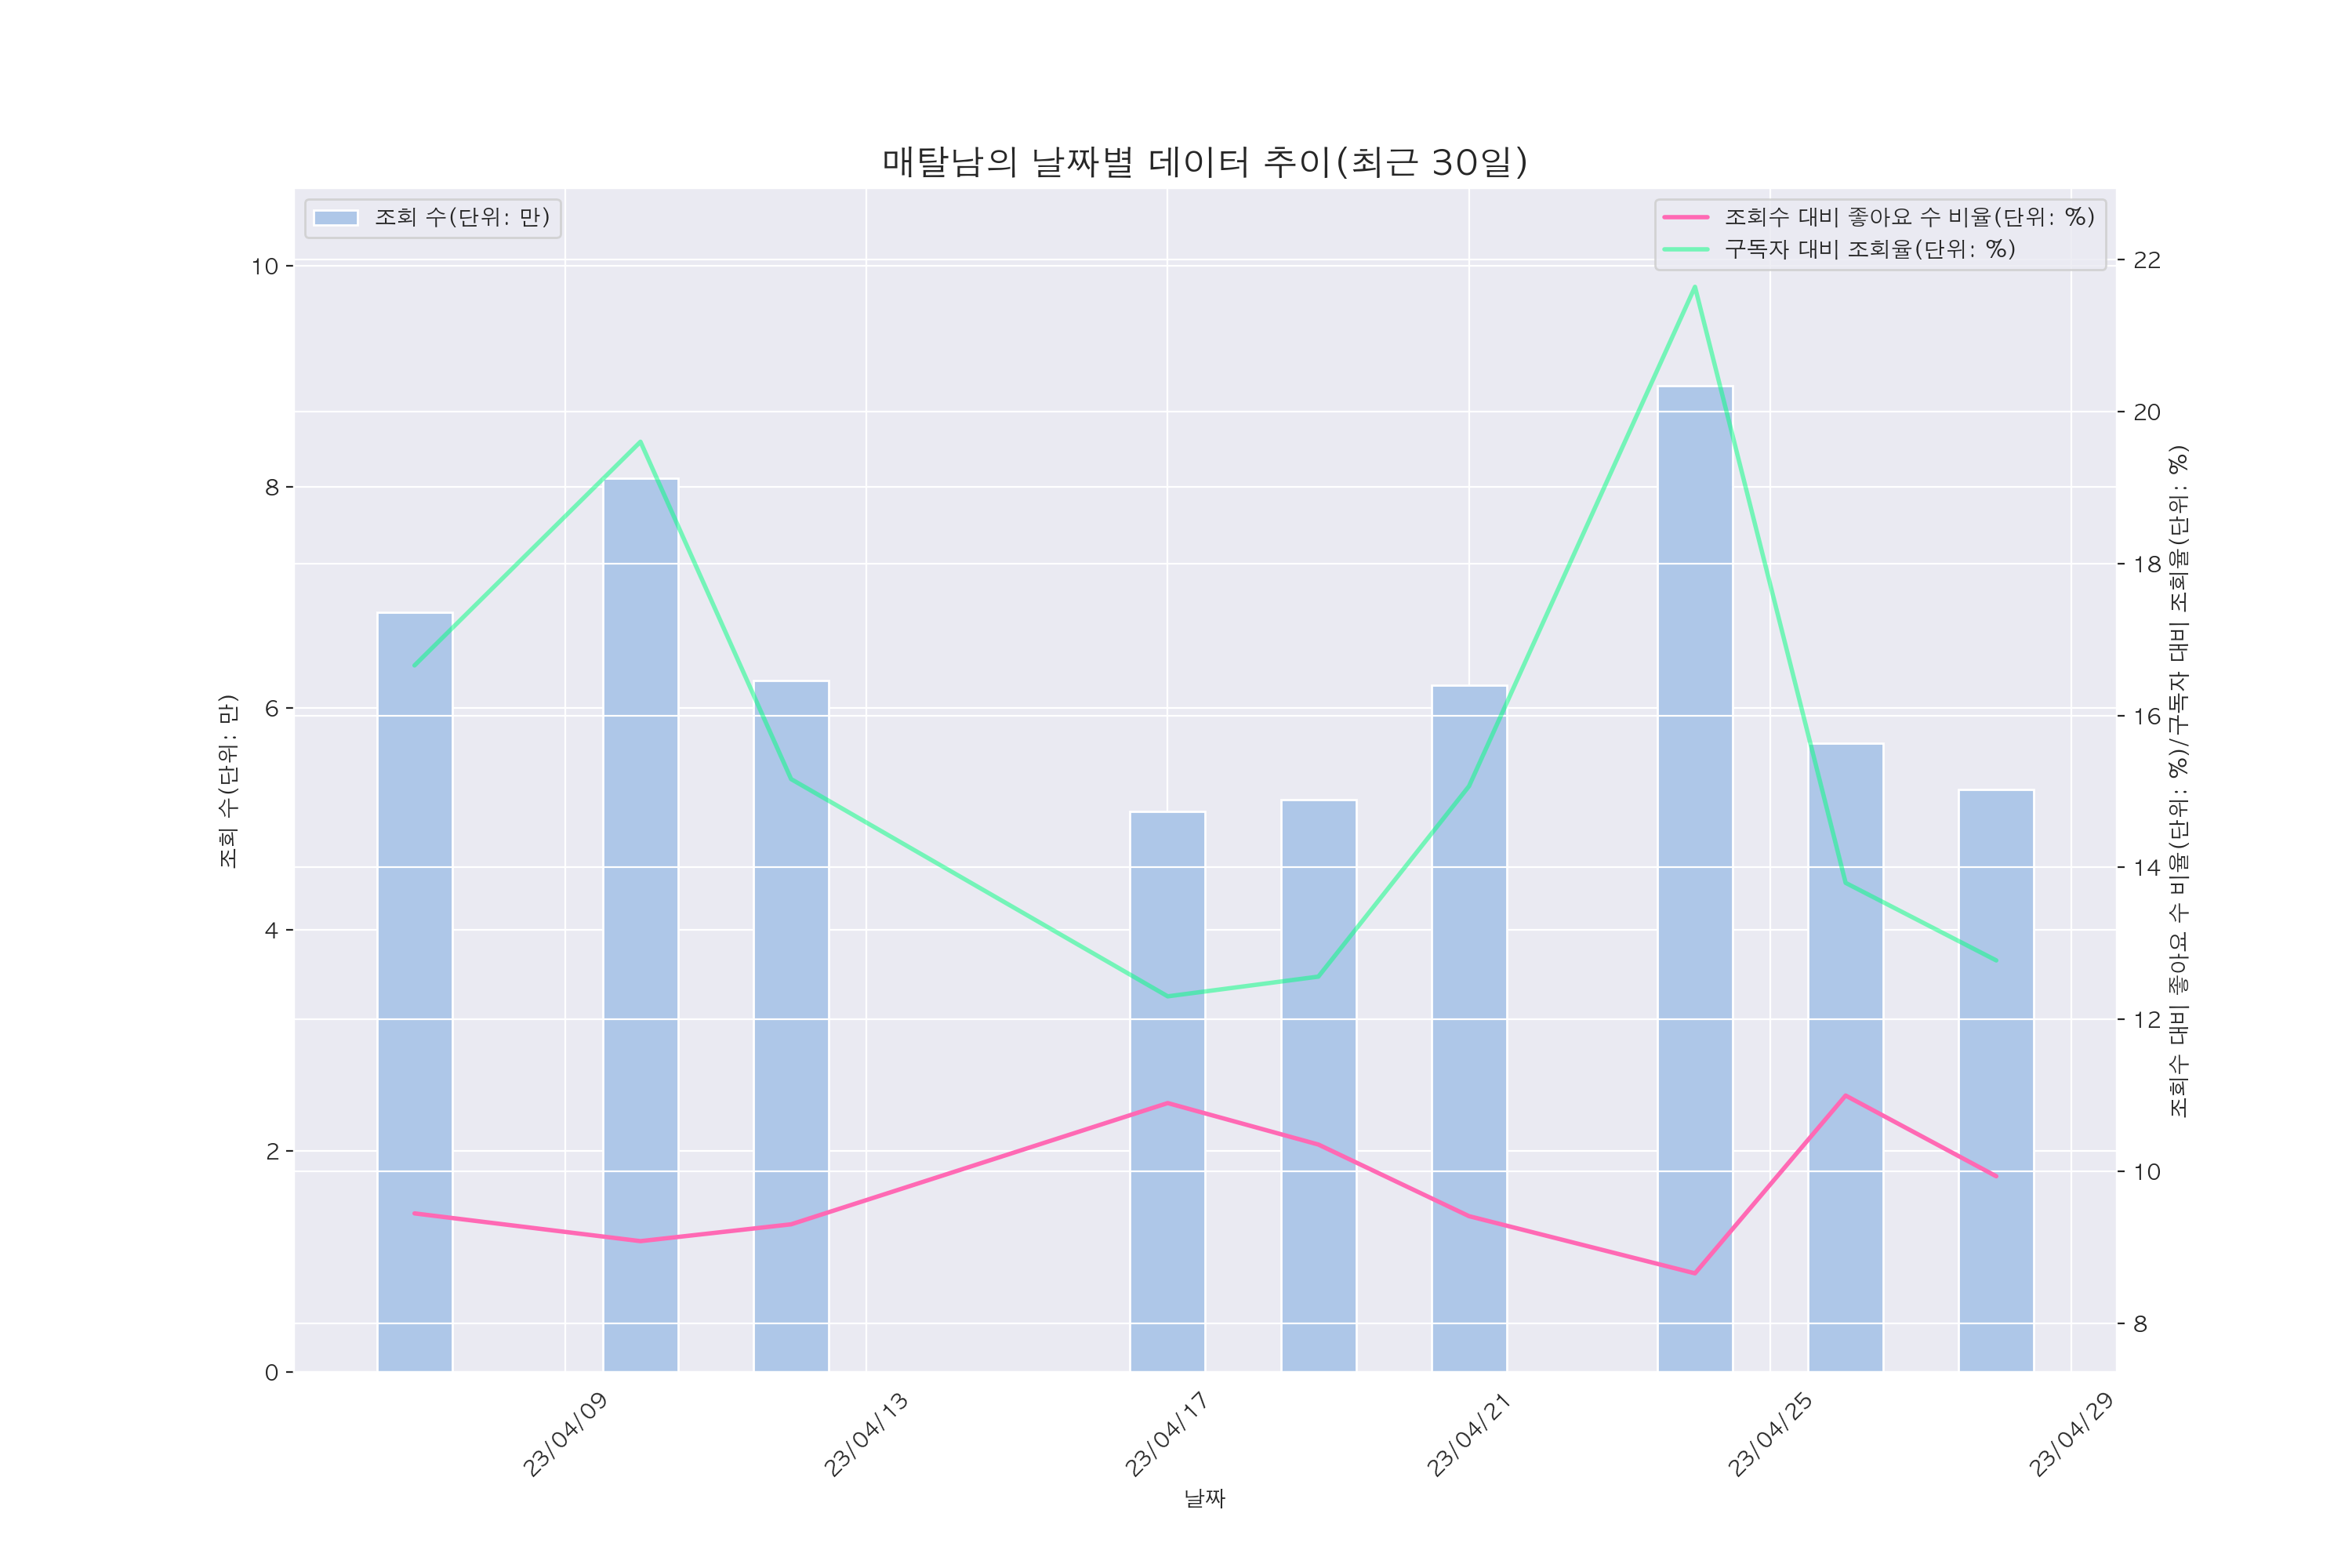 매탈남의 날짜별 데이터 추이(최근 30일)
조회 수(단위: 만)
조회수 대비 좋아요 수 비율(단위: %)
구독자 대비 조회율(단위: %)
10
8
6
4
2
0
조회 수(단위: 만)
22
20
18
16
14
12
10
8
조회수 대비 좋아요 수 비율(단위: %)/구독자 대비 조회율(단위: %)
23/04/09
23/04/13
23/04/17
23/04/21
23/04/25
23/04/29
날짜